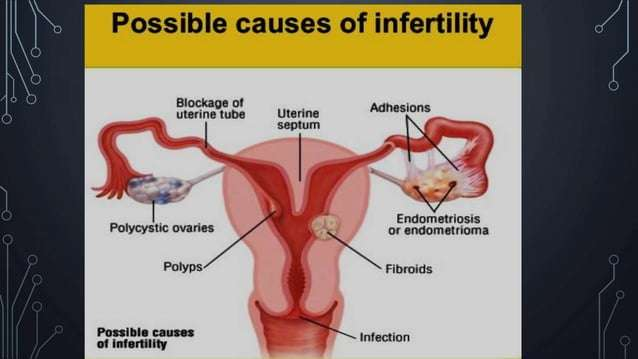 Possible causes of infertility
Blockage of
uterine tube
Uterine
septum
Adhesions
Polycystic ovaries
Endometriosis
or endometrioma
Polyps
Fibroids
Possible causes
of infertility
Infection